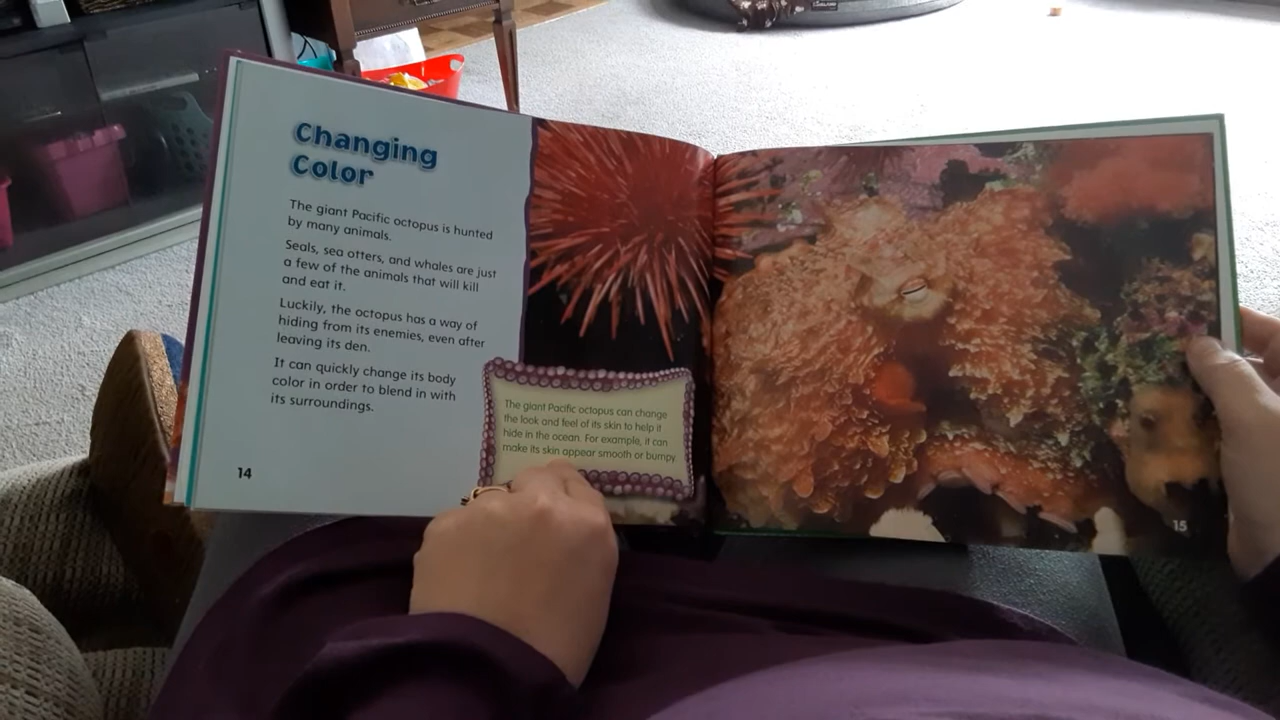 Changing
Color
The giant Pacific octopus is hunted
by many animals.
Seals, sea otters, and whales are just
a few of the animals that will kill
and eat it.
Luckily, the octopus has a way of
hiding from its enemies, even after
leaving its den.
It can quickly change its body
color in order to blend in with
its surroundings.
14
The giant Pacific octopus can change
the look and feel of its skin to help it
hide in the ocean. For example, it can
make its skin appear smooth or bumpy
15